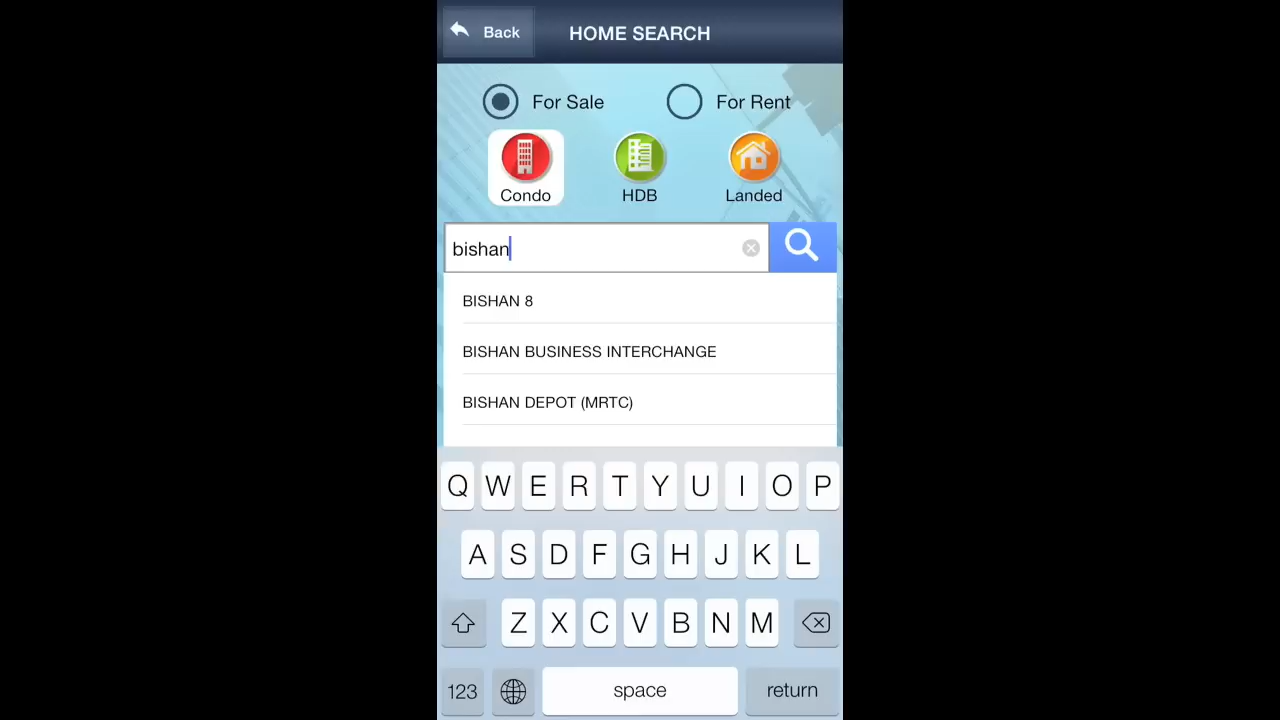 Back
HOME SEARCH
For Sale For Rent
Condo HDB Landed
bishan
BISHAN 8
BISHAN BUSINESS INTERCHANGE
BISHAN DEPOT (MRTC)
Q W E R T Y U I O P
A S D F G H J K L
Z X C V B N M
123 space return